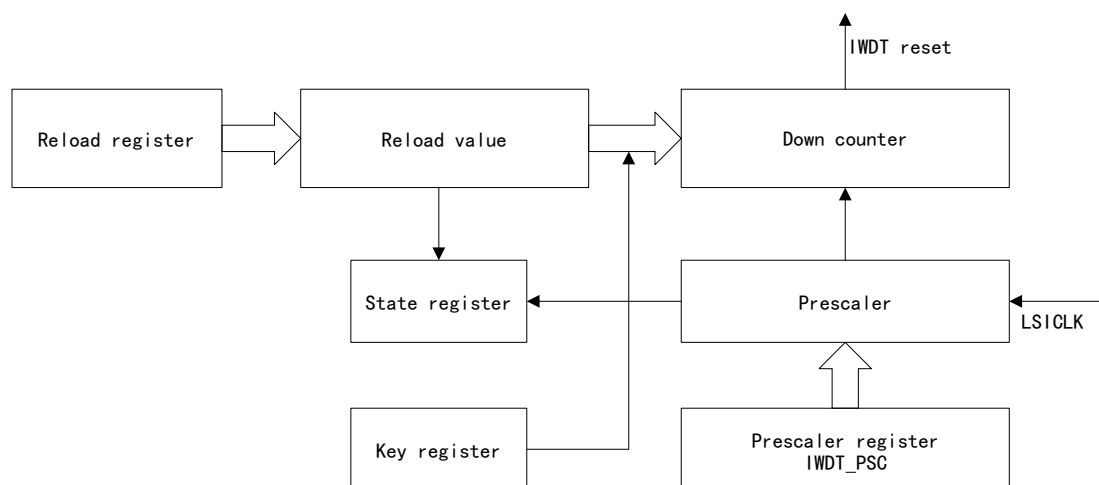 IWDT reset
Reload register
Reload value
Down counter
State register
Prescaler
LSICLK
Key register
Prescaler register
IWDT_PSC